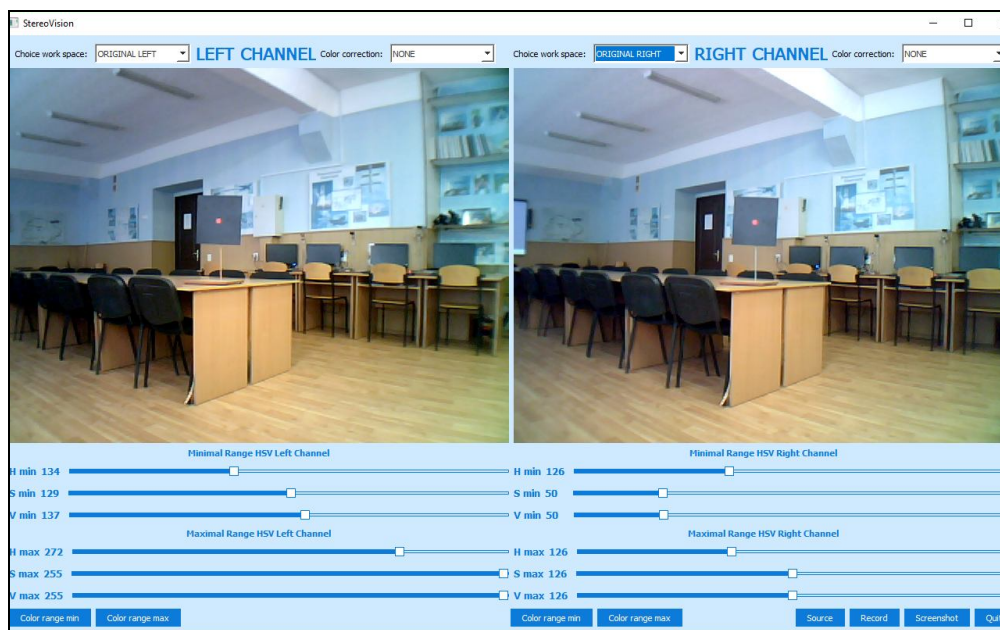 StereoVision
Choice work space: ORIGINAL LEFT LEFT CHANNEL Color correction: NONE
Choice work space: ORIGINAL RIGHT RIGHT CHANNEL Color correction: NONE
Minimal Range HSV Left Channel
H min 134
S min 129
V min 137
Maximal Range HSV Left Channel
H max 272
S max 255
V max 255
Color range min Color range max
Minimal Range HSV Right Channel
H min 126
S min 50
V min 50
Maximal Range HSV Right Channel
H max 126
S max 126
V max 126
Color range min Color range max Source Record Screenshot Qui